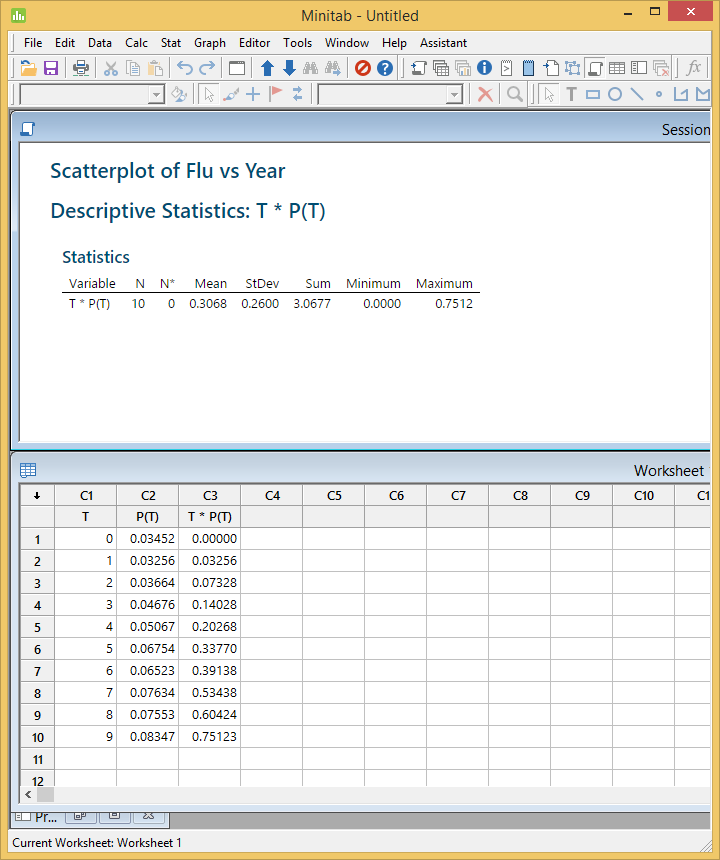 Minitab - Untitled
File Edit Data Calc Stat Graph Editor Tools Window Help Assistant
fx
Session
Scatterplot of Flu vs Year
Descriptive Statistics: T * P(T)
Statistics
Variable N N* Mean StDev Sum Minimum Maximum
T * P(T) 10 0 0.3068 0.2600 3.0677 0.0000 0.7512
Worksheet
C1 C2 C3 C4 C5 C6 C7 C8 C9 C10 C1
T P(T) T * P(T)
1 0 0.03452 0.00000
2 1 0.03256 0.03256
3 2 0.03664 0.07328
4 3 0.04676 0.14028
5 4 0.05067 0.20268
6 5 0.06754 0.33770
7 6 0.06523 0.39138
8 7 0.07634 0.53438
9 8 0.07553 0.60424
10 9 0.08347 0.75123
11
12
Pr...
Current Worksheet: Worksheet 1